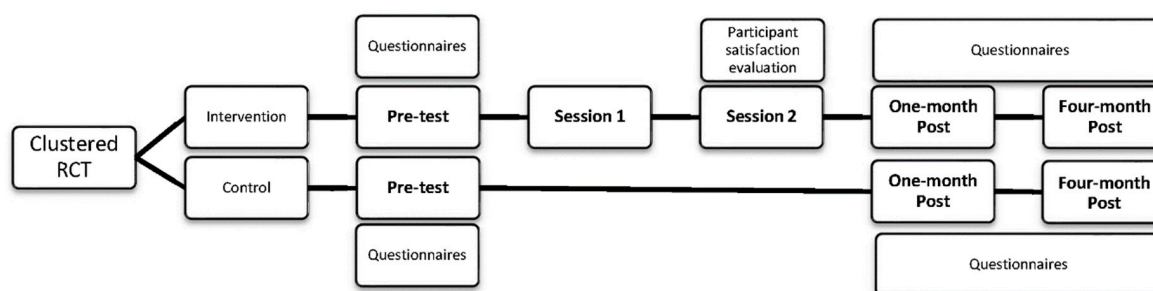 Questionnaires
Participant
satisfaction
evaluation
Questionnaires
Clustered
RCT
Intervention
Pre-test
Session 1
Session 2
One-month
Post
Four-month
Post
Control
Pre-test
One-month
Post
Four-month
Post
Questionnaires
Questionnaires